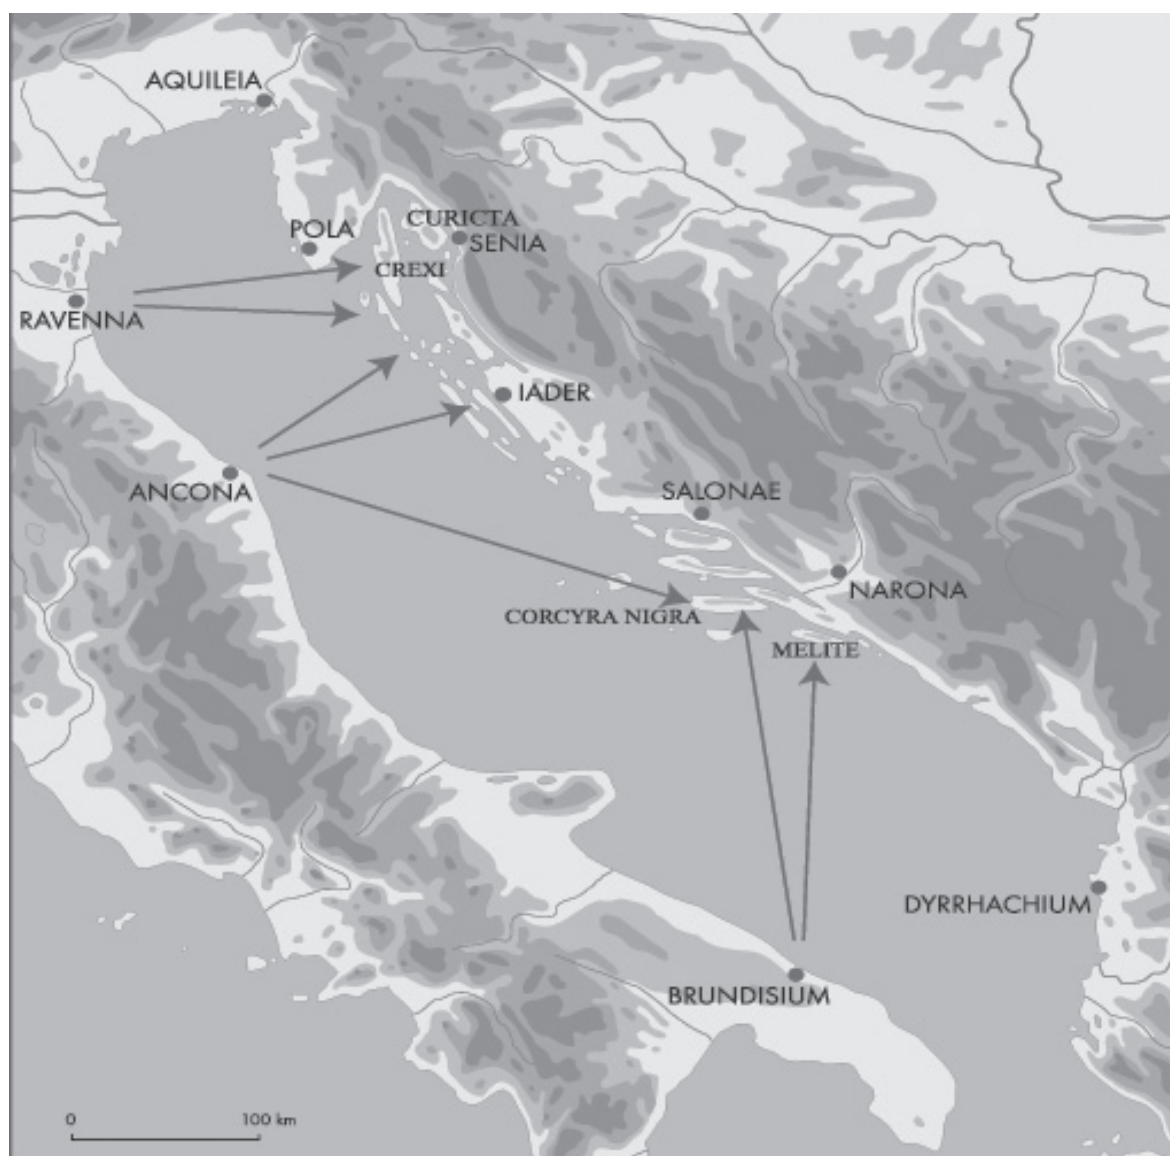 AQUILEIA
CURICTA
POLA
SENIA
CREXI
RAVENNA
IADER
ANCONA
SALONAE
NARONA
CORCYRA NIGRA
MELITE
DYRRHACHIUM
BRUNDISIUM
0 100 km